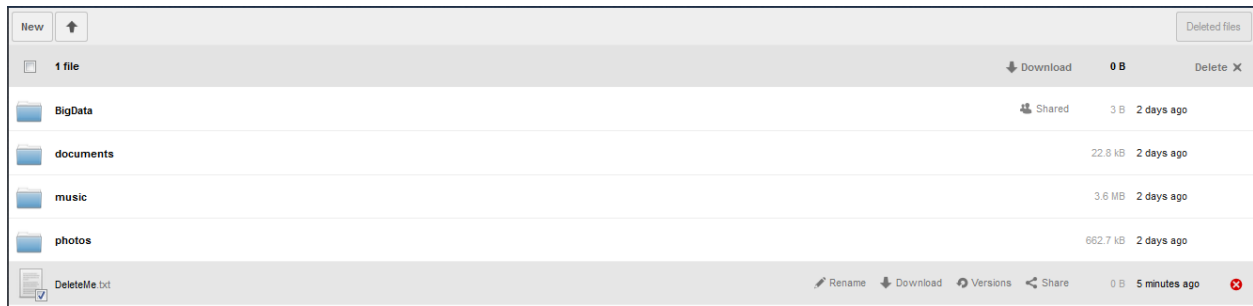 New Deleted files
1 file Download 0 B Delete
BigData Shared 3 B 2 days ago
documents 22.8 kB 2 days ago
music 3.6 MB 2 days ago
photos 662.7 kB 2 days ago
DeleteMe.txt Rename Download Versions Share 0 B 5 minutes ago